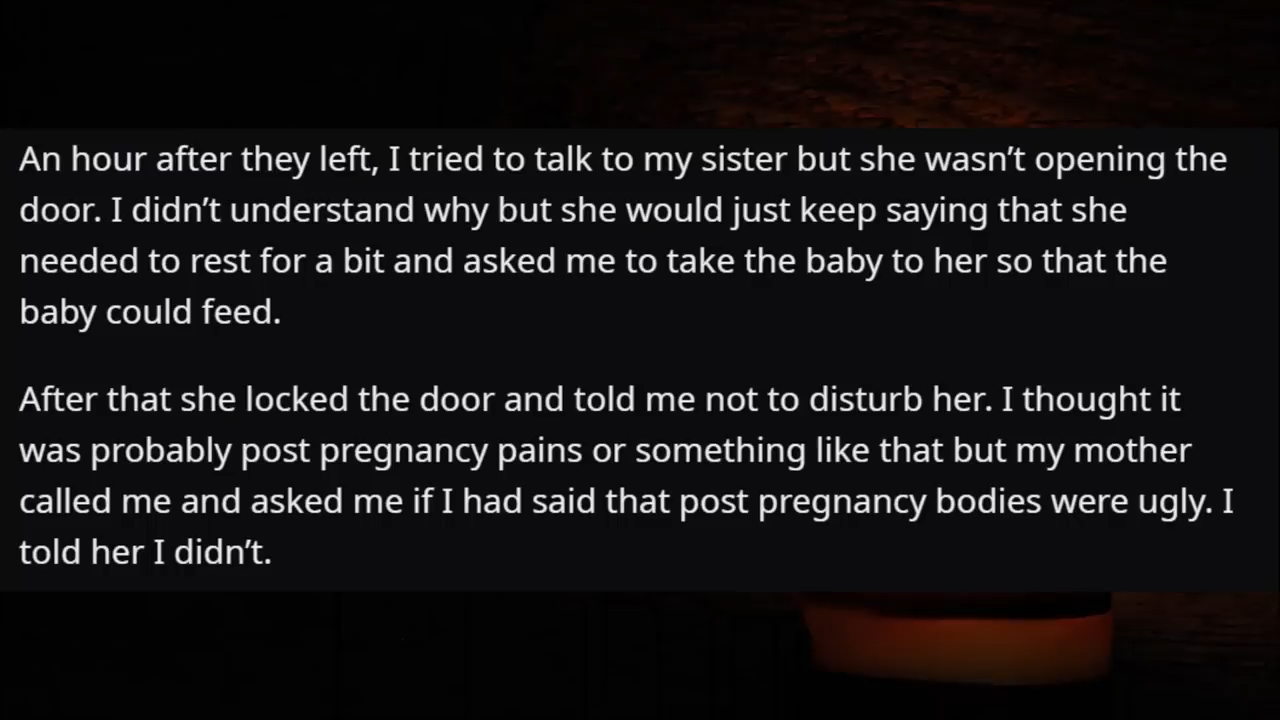 An hour after they left, I tried to talk to my sister but she wasn’t opening the
door. I didn’t understand why but she would just keep saying that she
needed to rest for a bit and asked me to take the baby to her so that the
baby could feed.
After that she locked the door and told me not to disturb her. I thought it
was probably post pregnancy pains or something like that but my mother
called me and asked me if I had said that post pregnancy bodies were ugly. I
told her I didn’t.